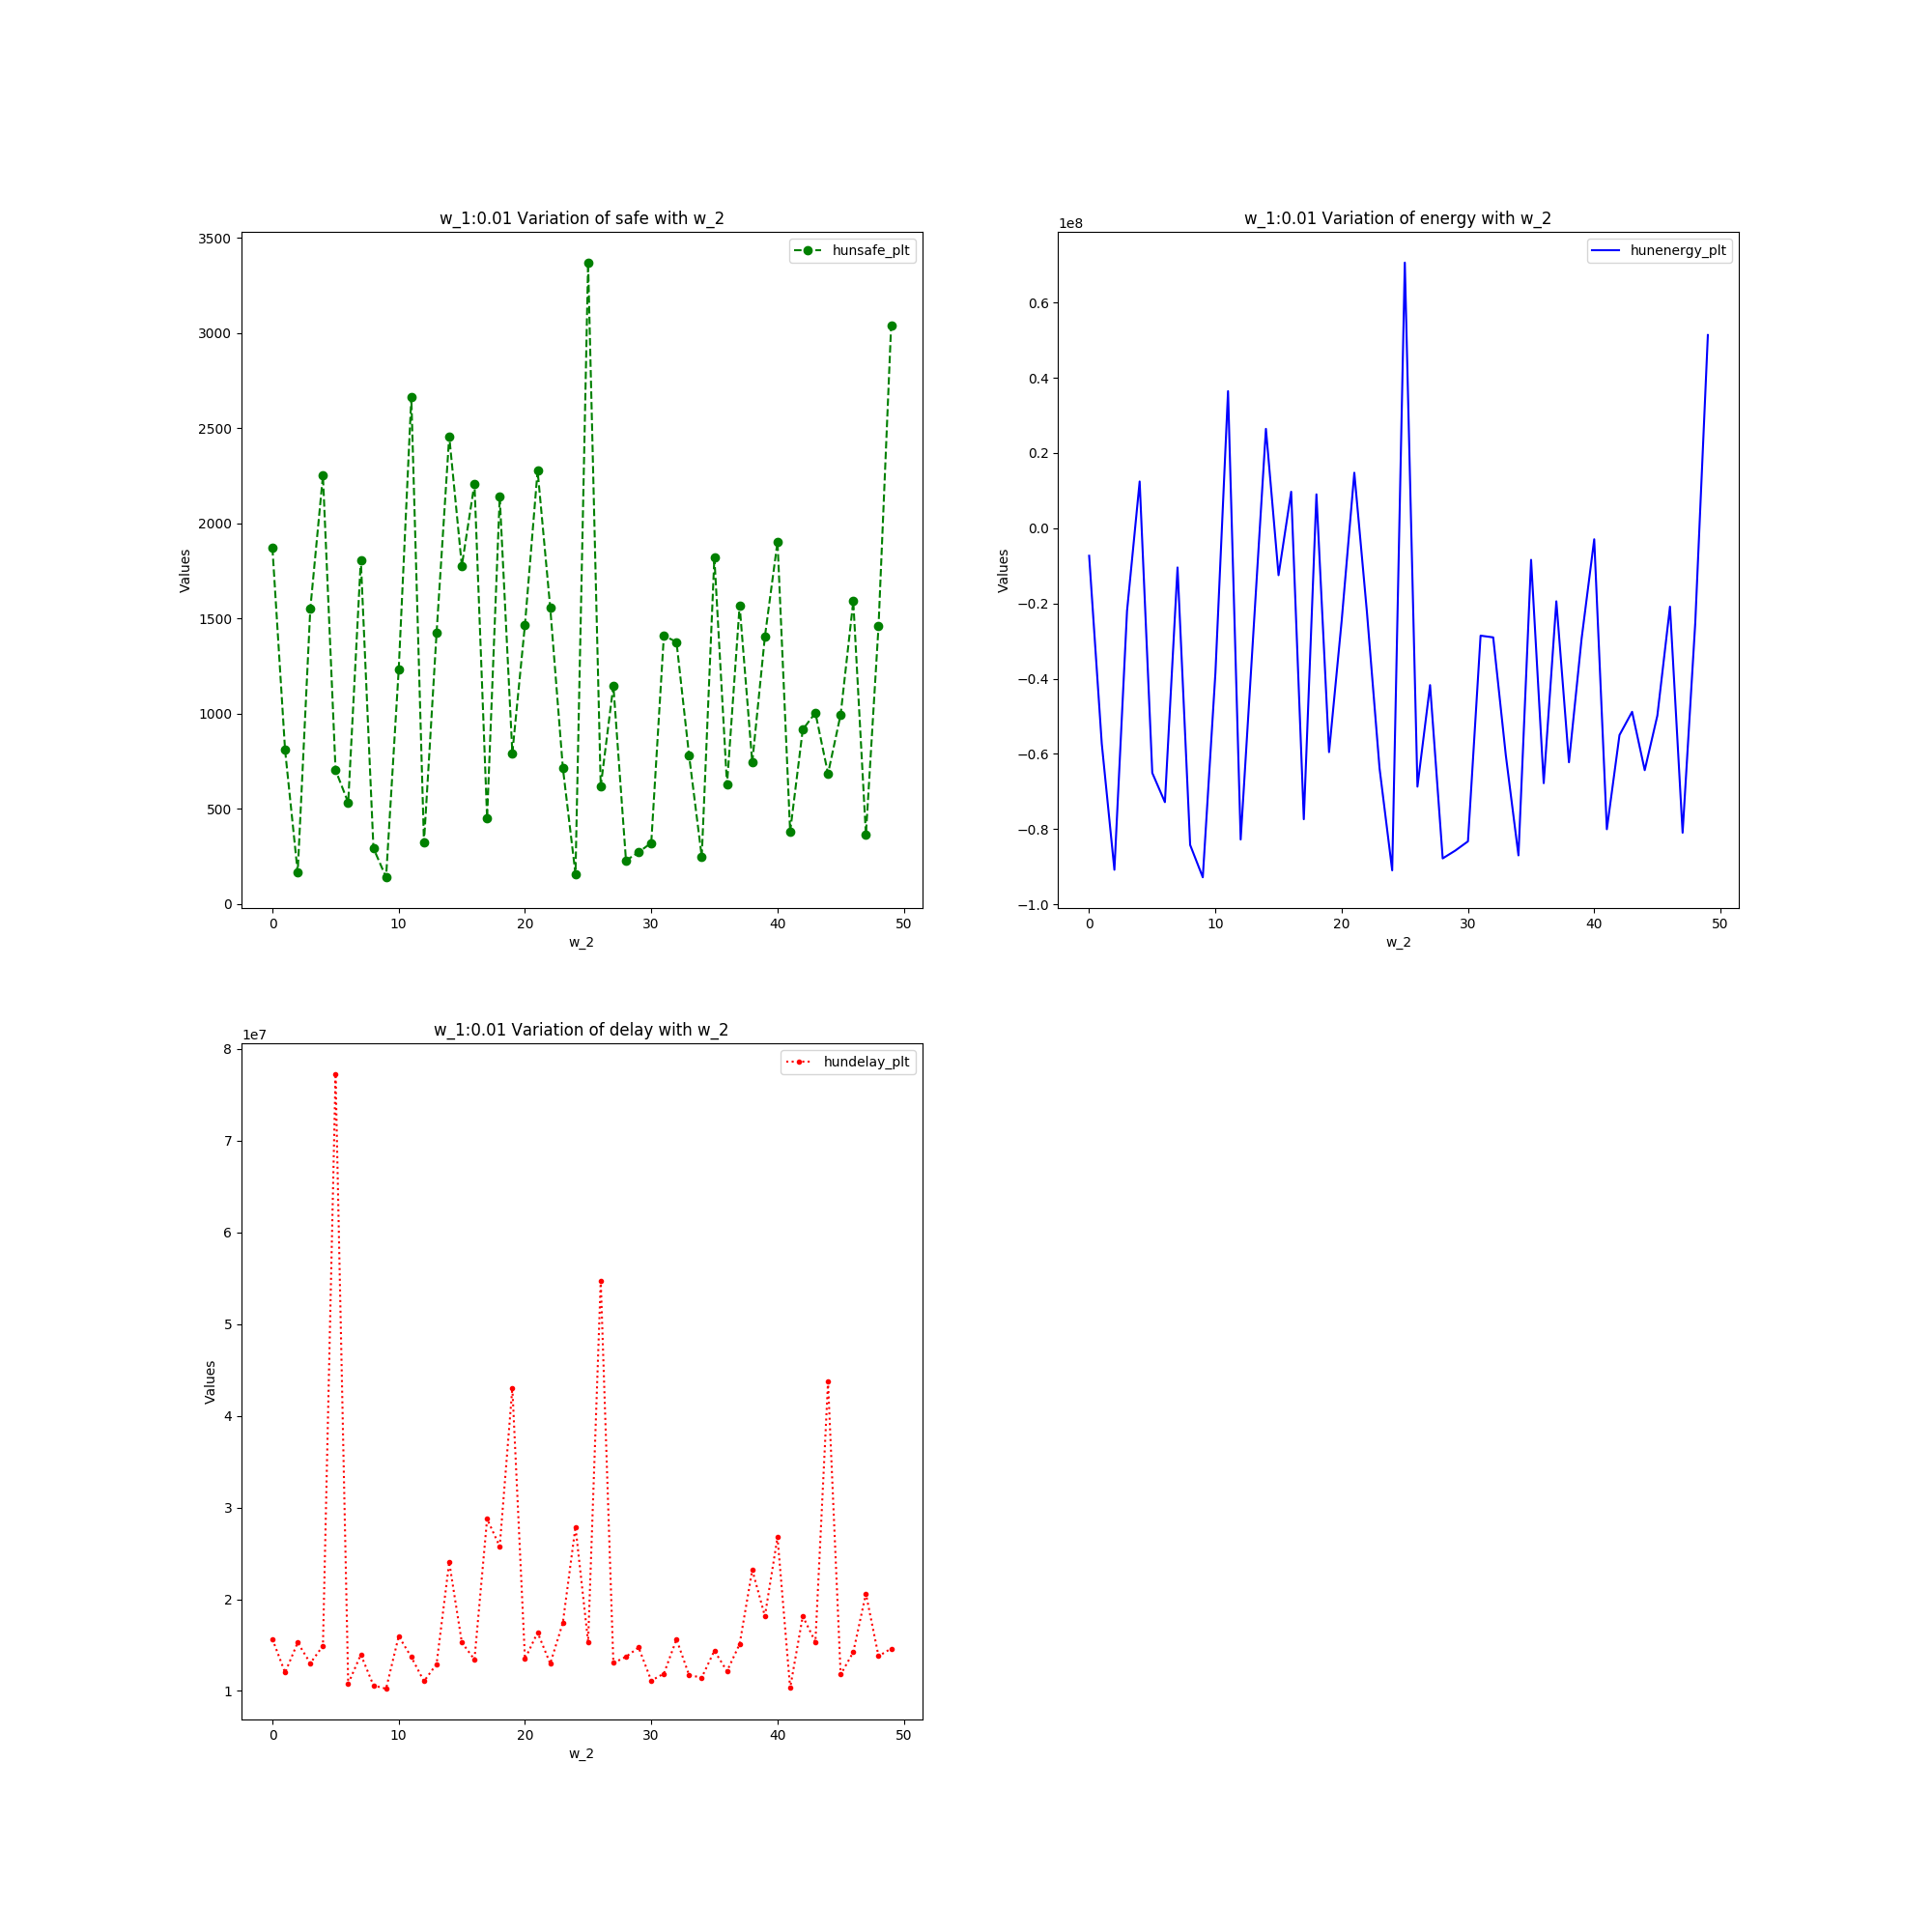 w_1:0.01 Variation of safe with w_2
3500
3000
2500
2000
1500
1000
500
0
Values
0 10 20 30 40 50
w_2
hunsafe_plt
w_1:0.01 Variation of energy with w_2
1e8
0.6
0.4
0.2
0.0
−0.2
−0.4
−0.6
−0.8
−1.0
Values
0 10 20 30 40 50
w_2
hunenergy_plt
w_1:0.01 Variation of delay with w_2
1e7
8
7
6
5
4
3
2
1
Values
0 10 20 30 40 50
w_2
hundelay_plt